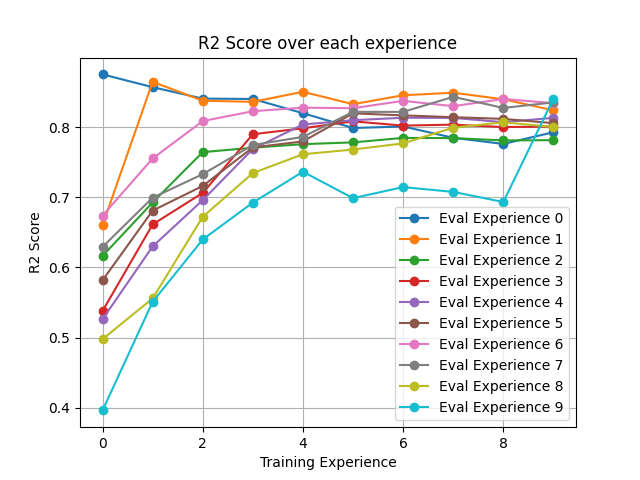 R2 Score over each experience
R2 Score
0.8
0.7
0.6
0.5
0.4
0
2
4
6
8
Training Experience
Eval Experience 0
Eval Experience 1
Eval Experience 2
Eval Experience 3
Eval Experience 4
Eval Experience 5
Eval Experience 6
Eval Experience 7
Eval Experience 8
Eval Experience 9